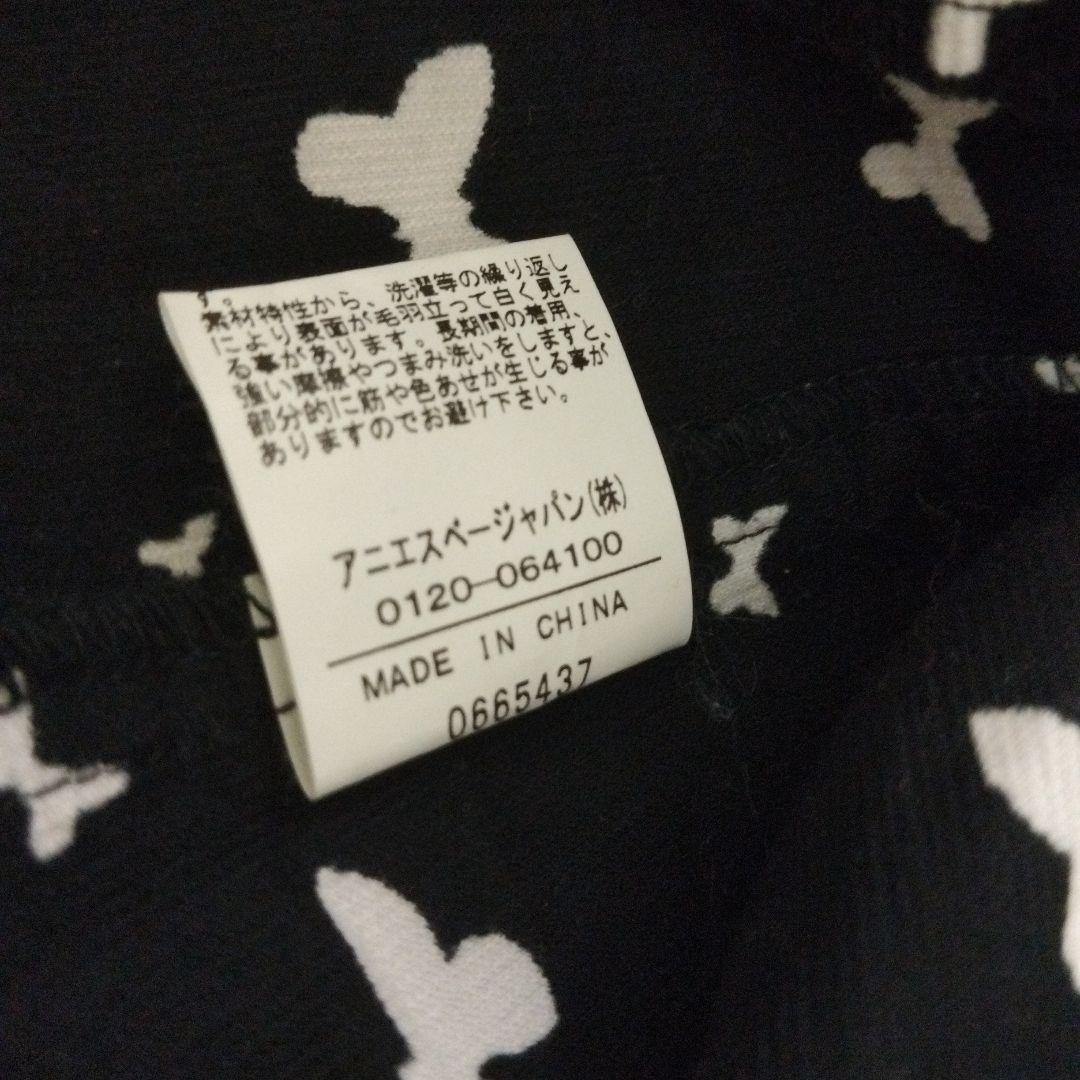 す。
素材特性から、洗濯等の繰り返し
により表面が毛羽立って白く見え
る事があります。長期間の着用、
強い摩擦やつまみ洗いをしますと、
部分的に筋や色あせが生じる事が
ありますのでお避け下さい。
アニエスベージャパン(株)
0120-064100
MADE IN CHINA
0665437